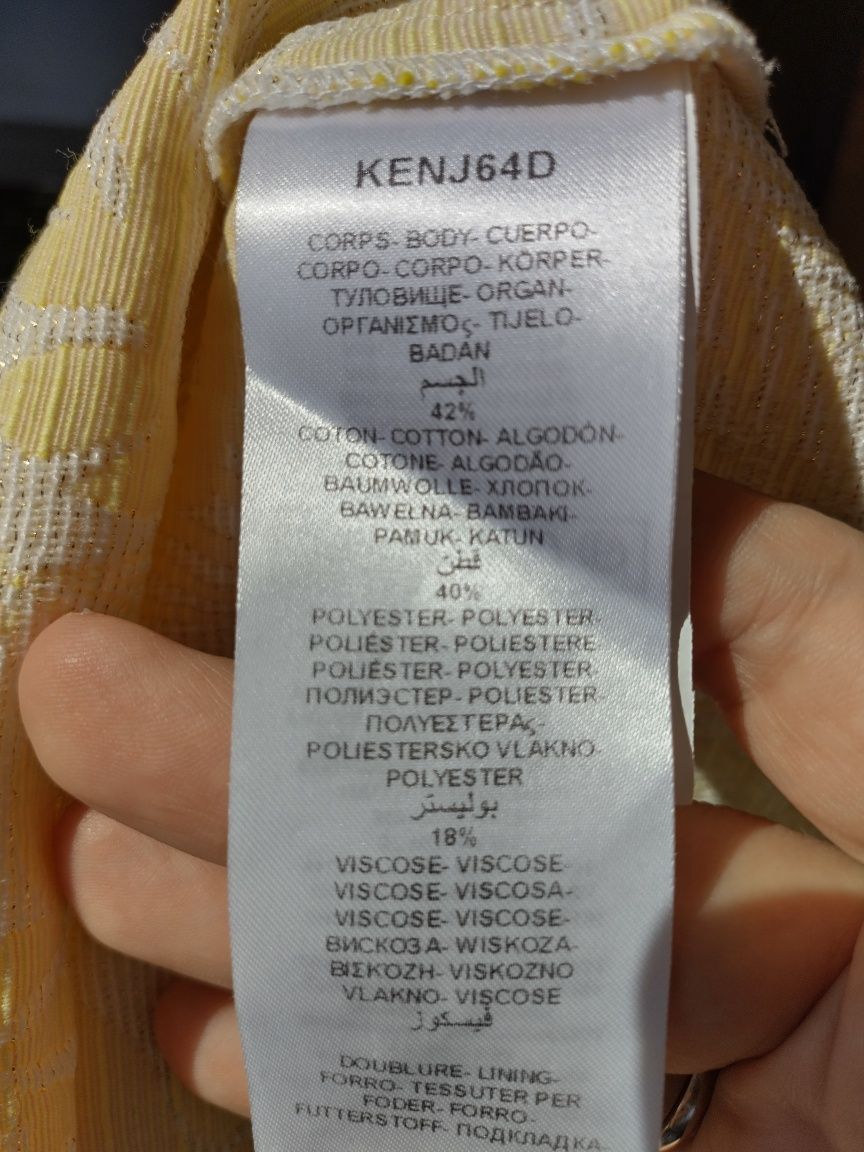 KENJ64D
CORPS- BODY- CUERPO-
CORPO- CORPO- KÖRPER-
ТУЛОВИЩЕ- ORGAN-
ΟΡΓΑΝΙΣΜΌς- TIJELO-
BADAN
الجسم
42%
COTON- COTTON- ALGODÓN-
COTONE- ALGODÃO-
BAUMWOLLE- ХЛОПОК-
BAWEŁNA- BAMBAKI-
PAMUK- KATUN
قطن
40%
POLYESTER- POLYESTER-
POLIÉSTER- POLIESTERE
POLIÉSTER- POLYESTER-
ПОЛИЭСТЕР- POLIESTER-
ΠΟΛΥΕΣΤΕΡΑς-
POLIESTERSKO VLAKNO-
POLYESTER
بوليستر
18%
VISCOSE- VISCOSE-
VISCOSE- VISCOSA-
VISCOSE- VISCOSE-
ВИСКОЗА- WISKOZA-
ΒΙΣΚΌΖΗ- VISKOZNO
VLAKNO- VISCOSE
فيسكوز
DOUBLURE- LINING-
FORRO- TESSUTER PER
FODER- FORRO-
FUTTERSTOFF- ПОДКЛАДКА-